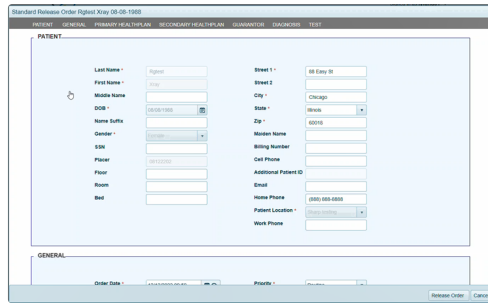 Standard Release Order Rgtest Xray 08-08-1988
PATIENT GENERAL PRIMARY HEALTHPLAN SECONDARY HEALTHPLAN GUARANTOR DIAGNOSIS TEST
PATIENT
Last Name * Rgtest Street 1 * 88 Easy St
First Name * Xray Street 2
Middle Name City * Chicago
DOB * 08/08/1988 State * Illinois
Name Suffix Zip * 60018
Gender * Maiden Name
SSN Billing Number
Placer Cell Phone
Floor Additional Patient ID
Room Email
Bed Home Phone (888) 888-8888
Patient Location *
Work Phone
GENERAL
Order Date * Priority * Routine
Release Order Cance